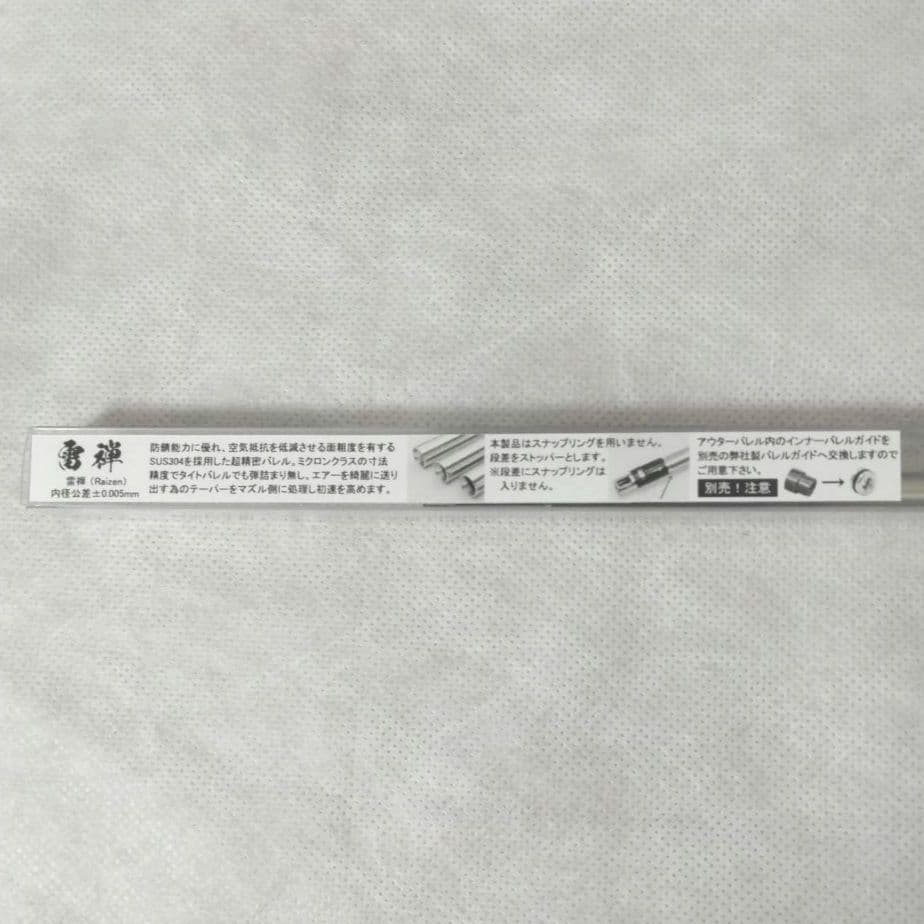 雷禅
雷禅（Raizen）
内径公差±0.005mm
防錆能力に優れ、空気抵抗を低減させる面粗度を有する
SUS304を採用した超精密バレル。ミクロンクラスの寸法
精度でタイトバレルでも弾詰まり無し、エアーを綺麗に送り
出す為のテーパーをマズル側に処理し初速を高めます。
本製品はスナップリングを用いません。
段差をストッパーとします。
※段差にスナップリングは
入りません。
アウターバレル内のインナーバレルガイドを
別売の弊社製バレルガイドへ交換しますので
ご用意下さい。
別売！注意